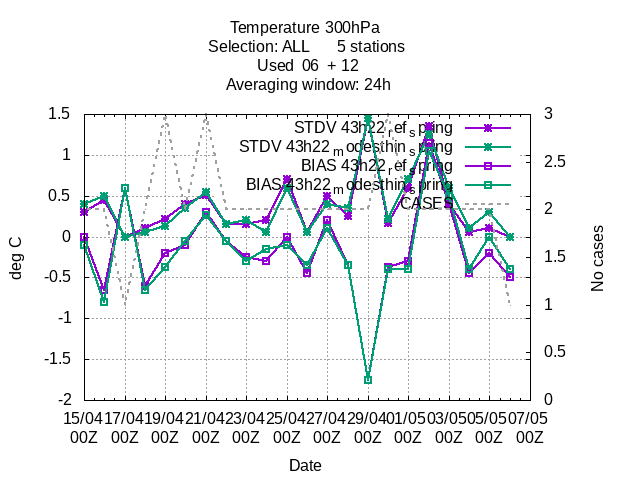 Temperature 300hPa
Selection: ALL 5 stations
Used 06 + 12
Averaging window: 24h
STDV 43h22_ref_spring
STDV 43h22_modesthin_spring
BIAS 43h22_ref_spring
BIAS 43h22_modesthin_spring
CASES
1.5
1
0.5
0
-0.5
-1
-1.5
-2
deg C
3
2.5
2
1.5
1
0.5
0
No cases
15/04 17/04 19/04 21/04 23/04 25/04 27/04 29/04 01/05 03/05 05/05 07/05
00Z 00Z 00Z 00Z 00Z 00Z 00Z 00Z 00Z 00Z 00Z 00Z
Date